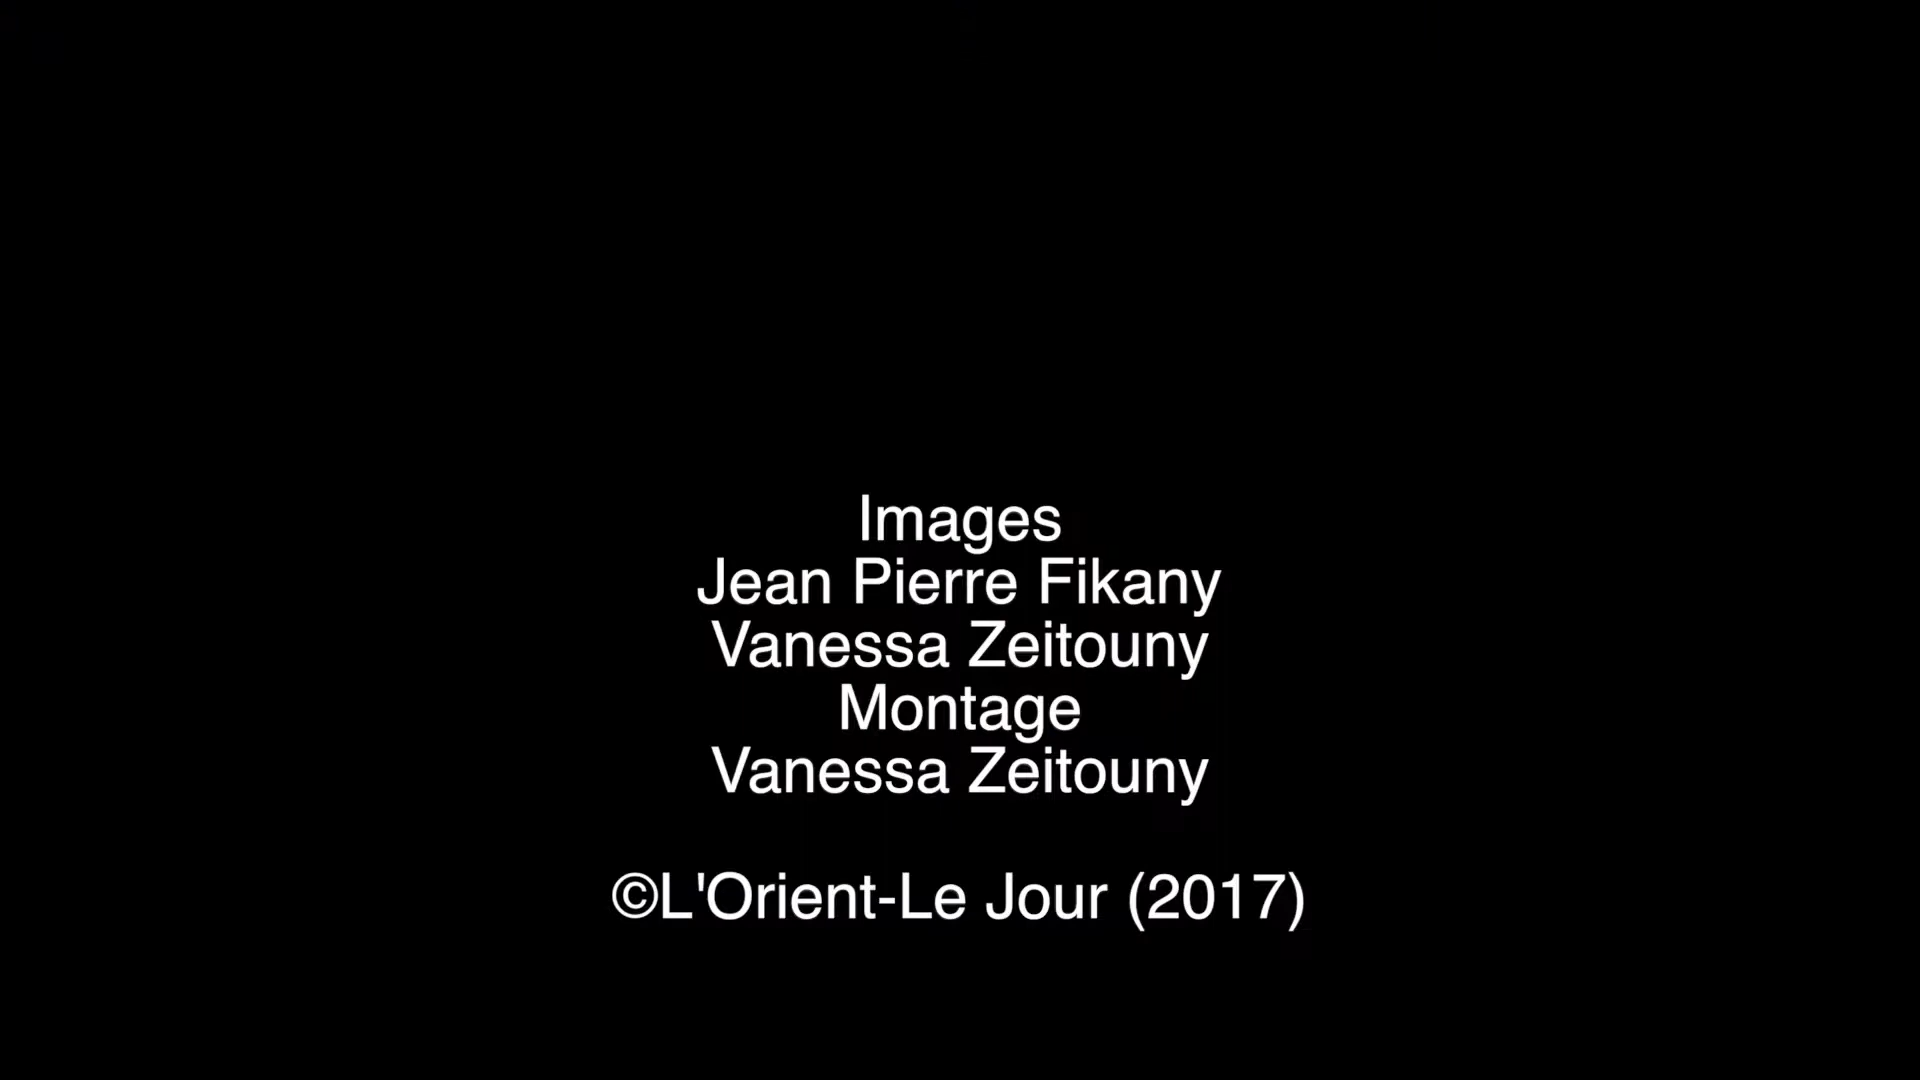 Images
Jean Pierre Fikany
Vanessa Zeitouny
Montage
Vanessa Zeitouny
©L'Orient-Le Jour (2017)